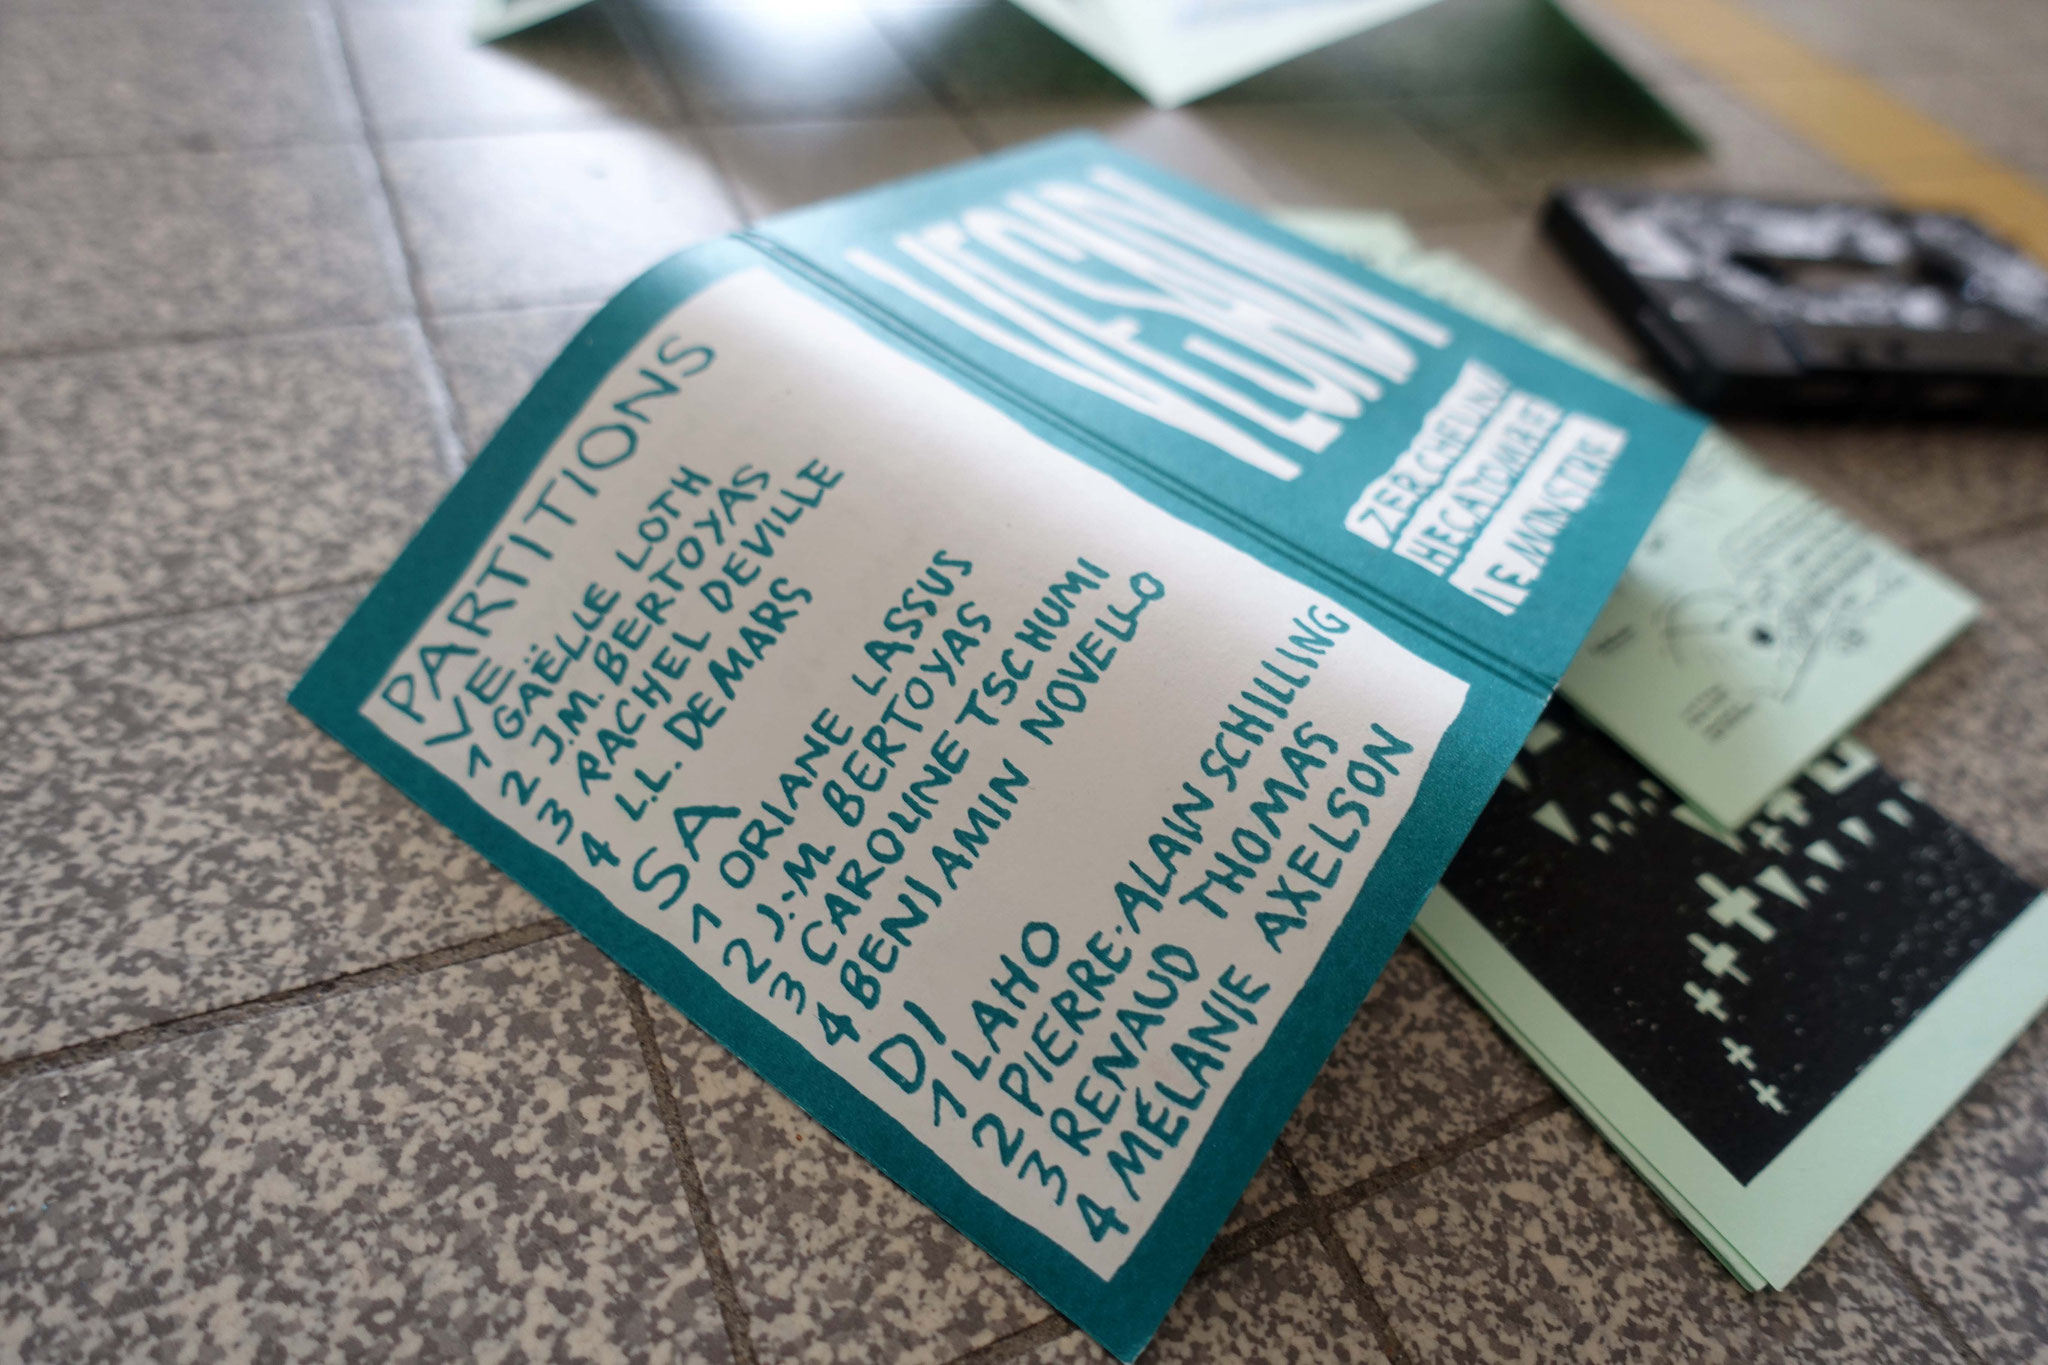 PARTITIONS
VE
1 GAËLLE LOTH
2 J.M. BERTOYAS
3 RACHEL DEVILLE
4 L.L. DE MARS
SA
1 ORIANE LASSUS
2 J.-M. BERTOYAS
3 CAROLINE TSCHUMI
4 BENJAMIN NOVELLO
DI
1 LAHO
2 PIERRE-ALAIN SCHILLING
3 RENAUD THOMAS
4 MÉLANIE AXELSON
HECATOMBE
LE MONSTRE